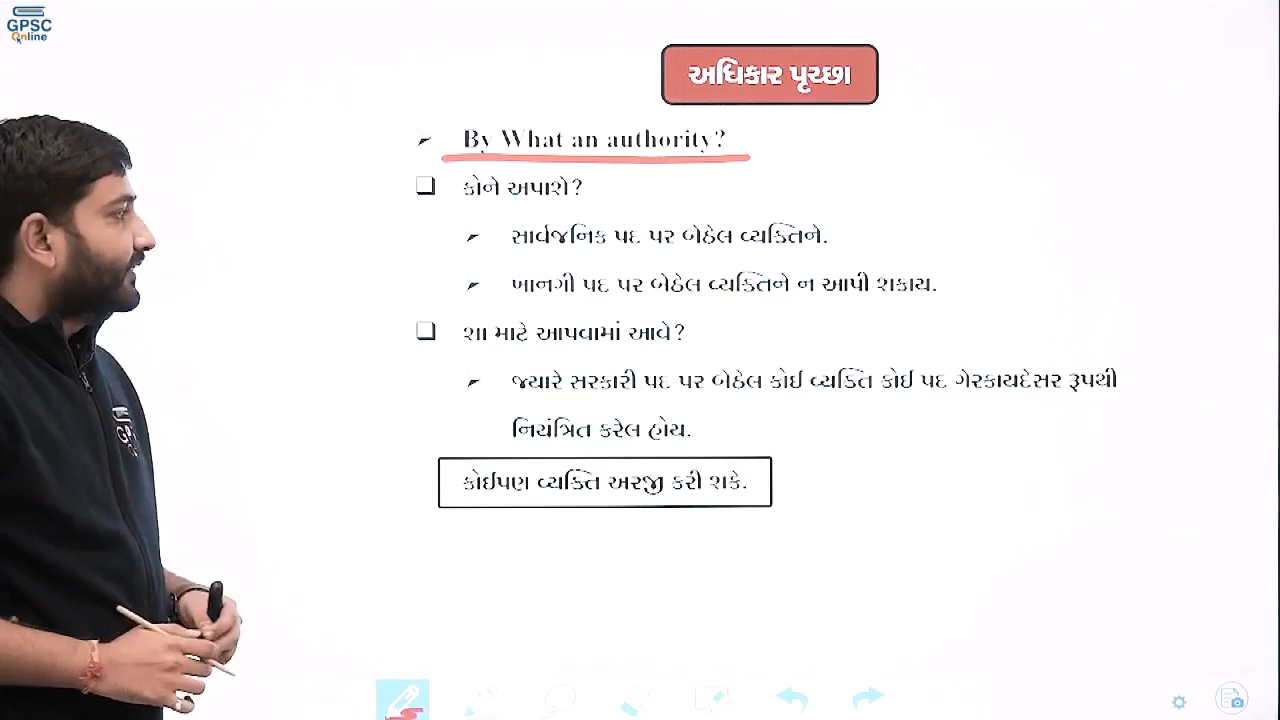 GPSC
Online
અધિકાર પૃચ્છા
By What an authority?
કોને અપાશે?
સાર્વજનિક પદ પર બેઠેલ વ્યક્તિને.
ખાનગી પદ પર બેઠેલ વ્યક્તિને ન આપી શકાય.
શા માટે આપવામાં આવે?
જ્યારે સરકારી પદ પર બેઠેલ કોઈ વ્યક્તિ કોઈ પદ ગેરકાયદેસર રૂપથી
નિયંત્રિત કરેલ હોય.
કોઈપણ વ્યક્તિ અરજી કરી શકે.